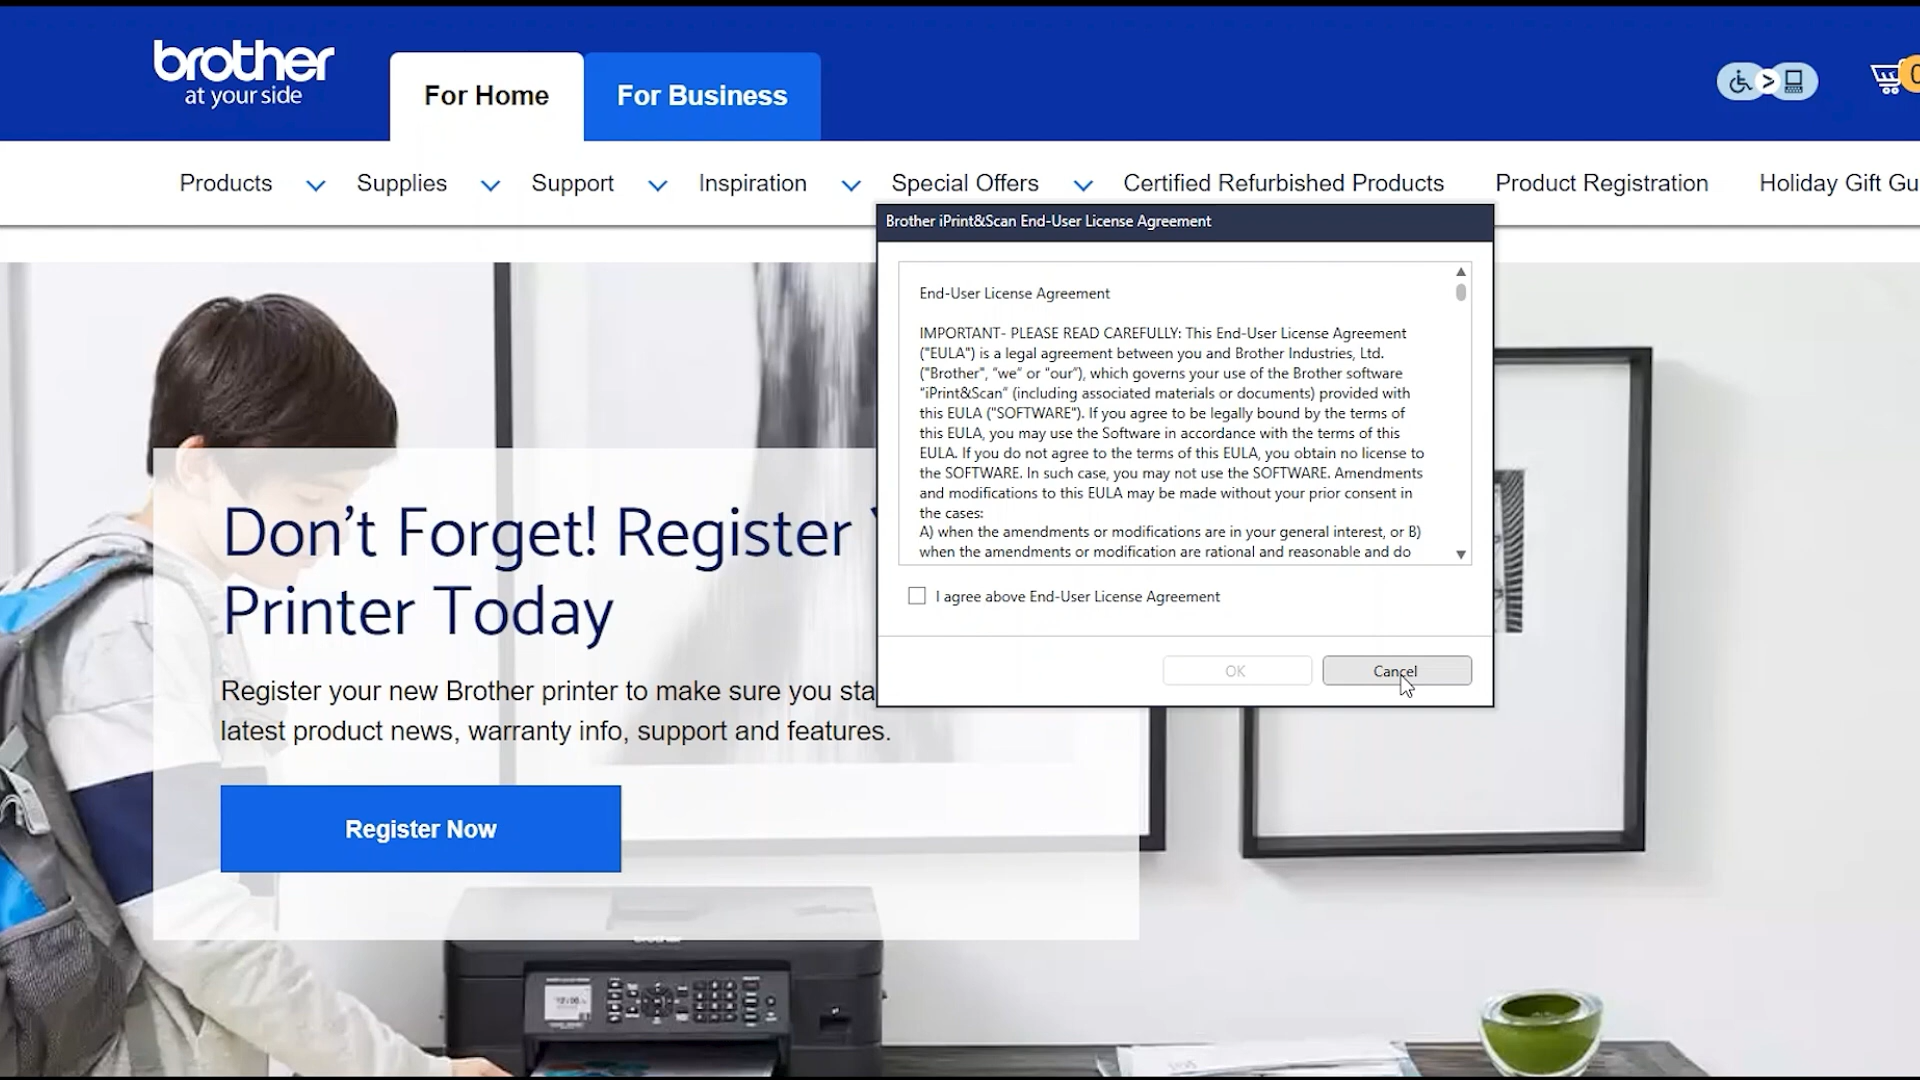 brother
at your side
For Home
For Business
Products
Supplies
Support
Inspiration
Special Offers
Certified Refurbished Products
Product Registration
Holiday Gift Gu
Brother iPrint&Scan End-User License Agreement
End-User License Agreement
IMPORTANT- PLEASE READ CAREFULLY: This End-User License Agreement
("EULA") is a legal agreement between you and Brother Industries, Ltd.
("Brother", "we" or "our"), which governs your use of the Brother software
"iPrint&Scan" (including associated materials or documents) provided with
this EULA ("SOFTWARE"). If you agree to be legally bound by the terms of
this EULA, you may use the Software in accordance with the terms of this
EULA. If you do not agree to the terms of this EULA, you obtain no license to
the SOFTWARE. In such case, you may not use the SOFTWARE. Amendments
and modifications to this EULA may be made without your prior consent in
the cases:
A) when the amendments or modifications are in your general interest, or B)
when the amendments or modification are rational and reasonable and do
I agree above End-User License Agreement
OK
Cancel
Don't Forget! Register
Printer Today
Register your new Brother printer to make sure you sta
latest product news, warranty info, support and features.
Register Now
brother